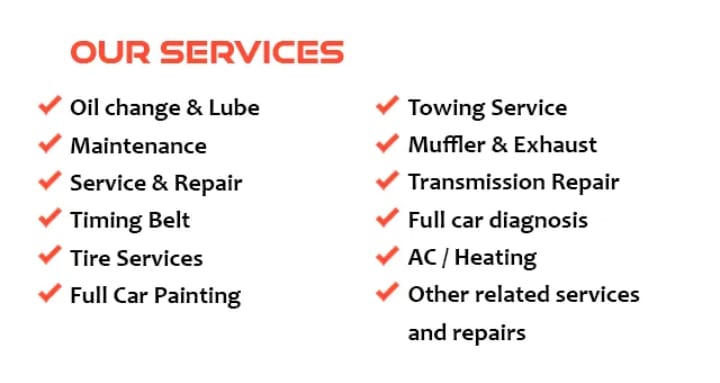 OUR SERVICES
Oil change & Lube
Maintenance
Service & Repair
Timing Belt
Tire Services
Full Car Painting
Towing Service
Muffler & Exhaust
Transmission Repair
Full car diagnosis
AC / Heating
Other related services
and repairs